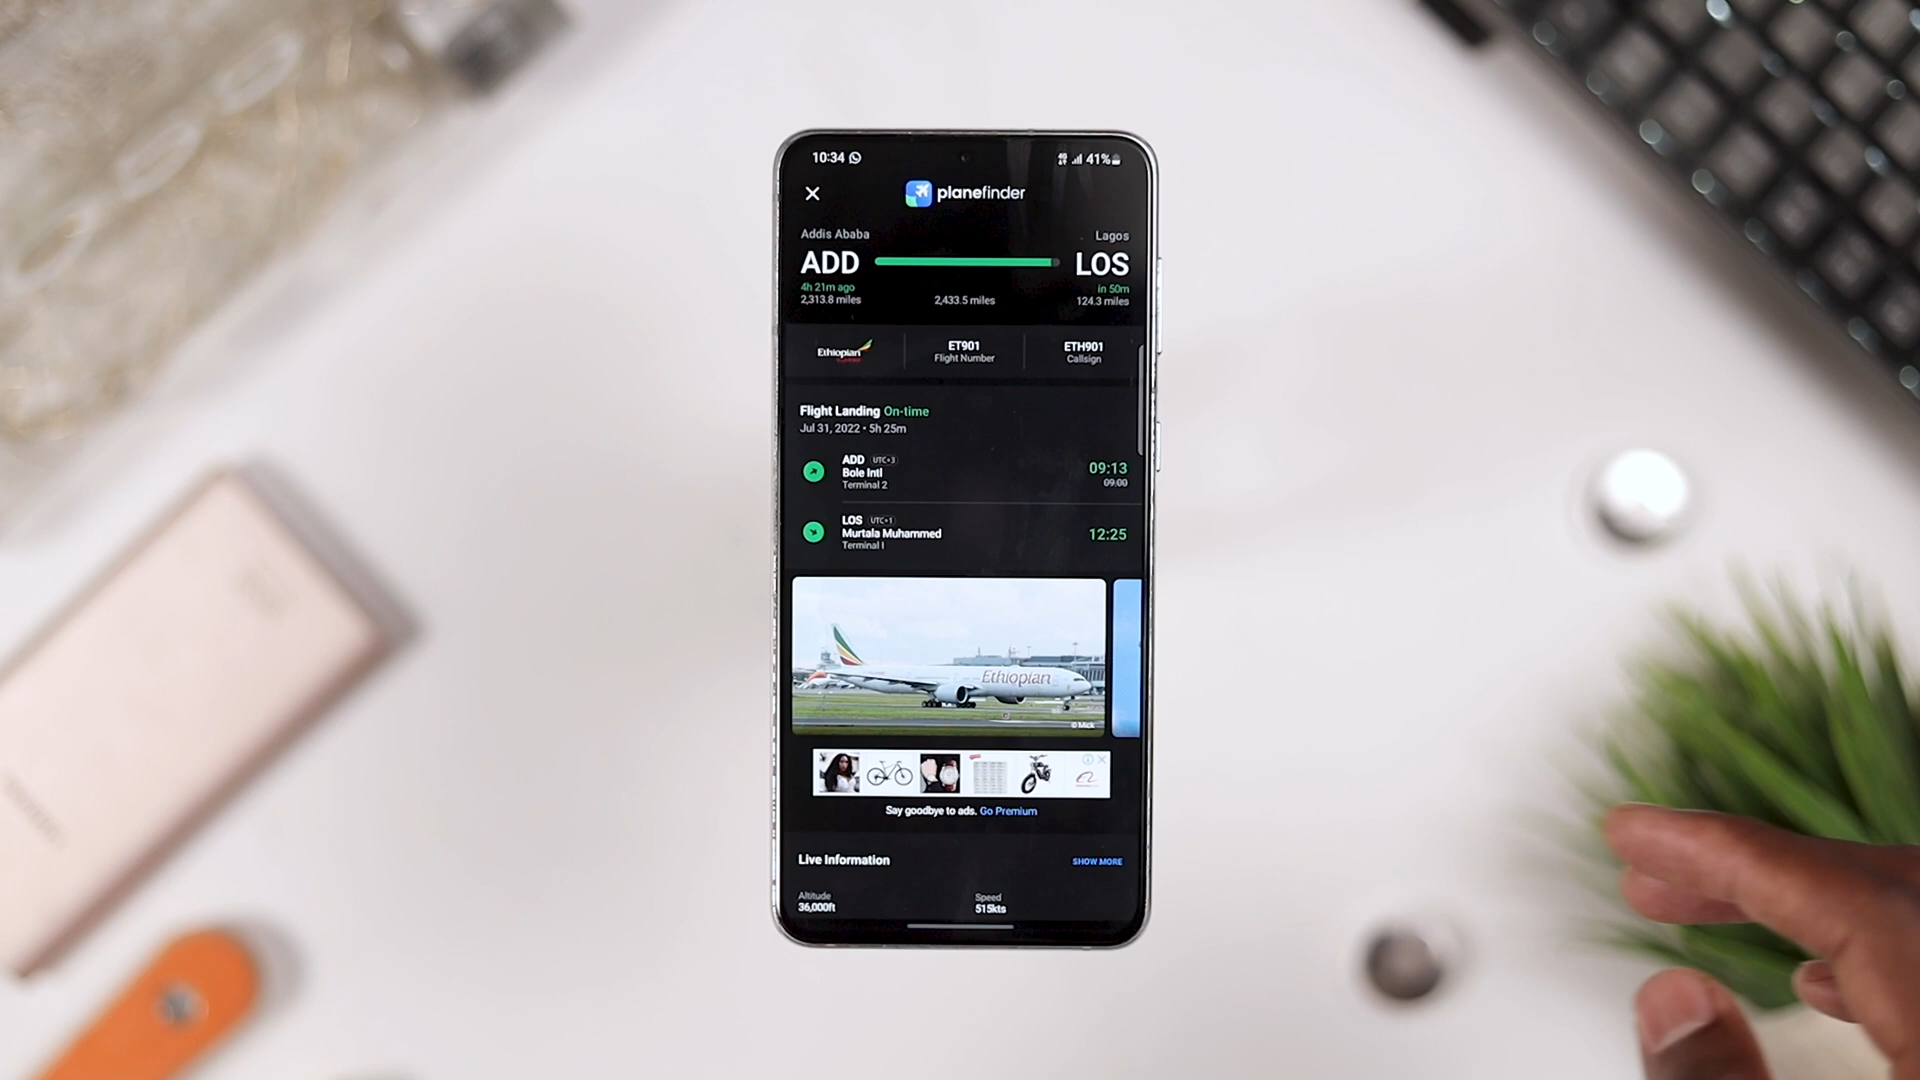 10:34
41%
planefinder
Addis Ababa
Lagos
ADD
LOS
4h 21m ago
in 50m
2,313.8 miles
2,433.5 miles
124.3 miles
Ethiopian
ET901
Flight Number
ETH901
Callsign
Flight Landing On-time
Jul 31, 2022 • 5h 25m
ADD UTC+3
09:13
Bole Intl
Terminal 2
09:00
LOS UTC+1
Murtala Muhammed
12:25
Terminal I
Ethiopian
© Mick
Say goodbye to ads. Go Premium
Live Information
SHOW MORE
Altitude
Speed
36,000ft
515kts